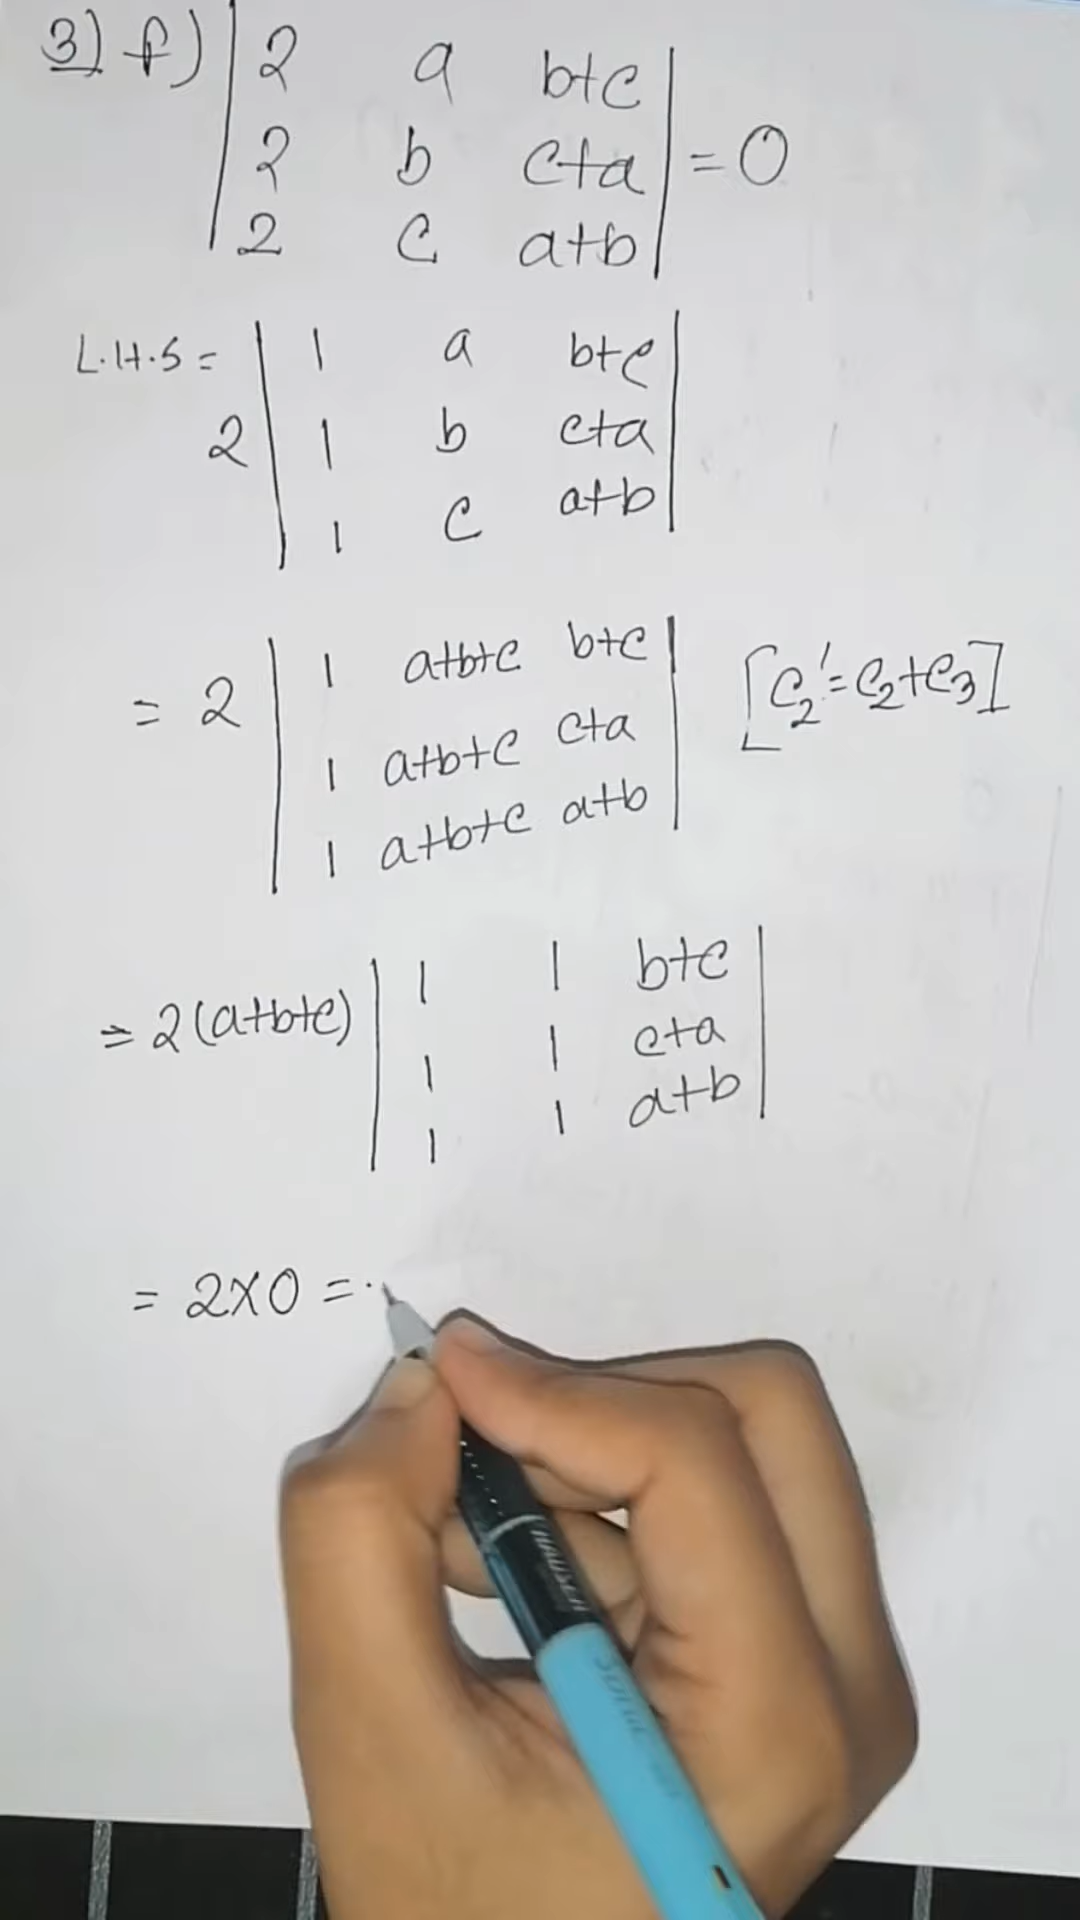 3) f) | 2 a b+c |
| 2 b c+a | = 0
| 2 c a+b |
L.H.S = | 1 a b+c |
2 | 1 b c+a |
| 1 c a+b |
| 1 a+b+c b+c |
= 2 | 1 a+b+c c+a | [C₂' = C₂+C₃]
| 1 a+b+c a+b |
| 1 1 b+c |
= 2(a+b+c) | 1 1 c+a |
| 1 1 a+b |
= 2×0 =
HAUSER